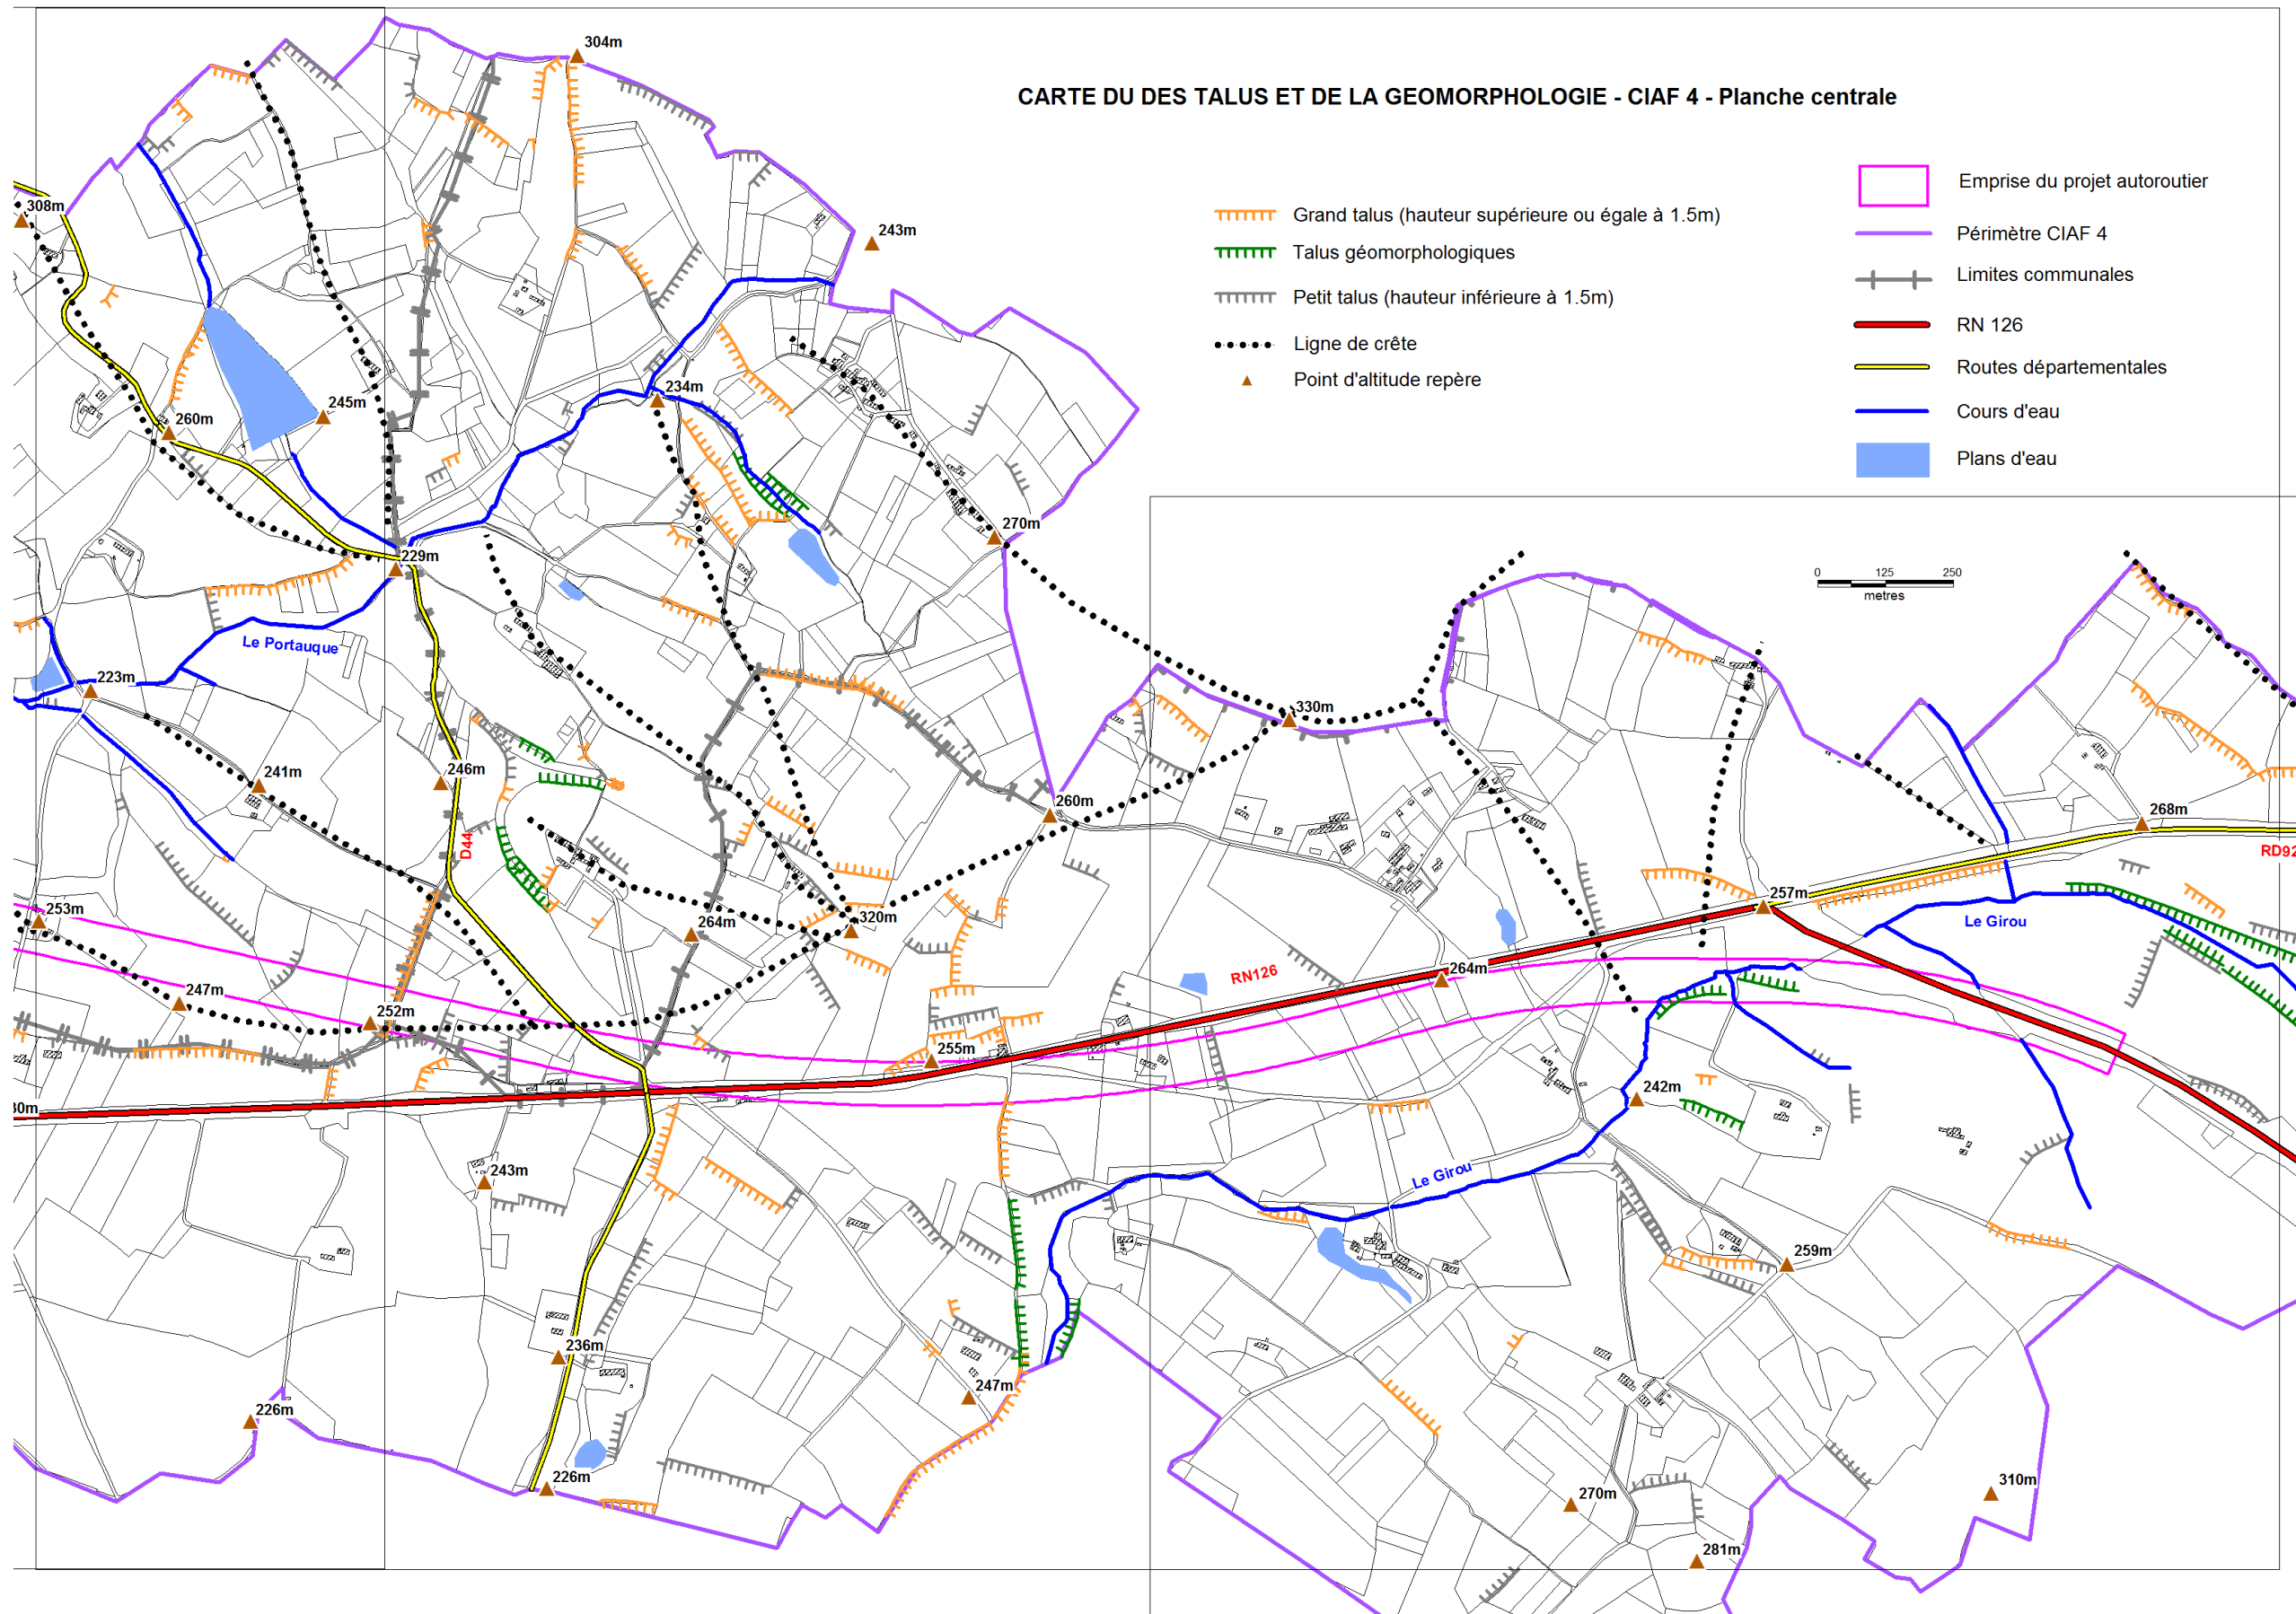 304m
CARTE DU DES TALUS ET DE LA GEOMORPHOLOGIE - CIAF 4 - Planche centrale
Emprise du projet autoroutier
308m
Grand talus (hauteur supérieure ou égale à 1.5m)
243m
Périmètre CIAF 4
Talus géomorphologiques
Limites communales
Petit talus (hauteur inférieure à 1.5m)
RN 126
Ligne de crête
Routes départementales
Point d'altitude repère
234m
245m
Cours d'eau
260m
Plans d'eau
270m
229m
0 125 250
metres
Le Portauque
223m
330m
246m
241m
260m
268m
D44
RD92
257m
253m
320m
264m
Le Girou
264m
RN126
247m
252m
255m
242m
30m
243m
Le Girou
259m
236m
247m
226m
226m
310m
270m
281m